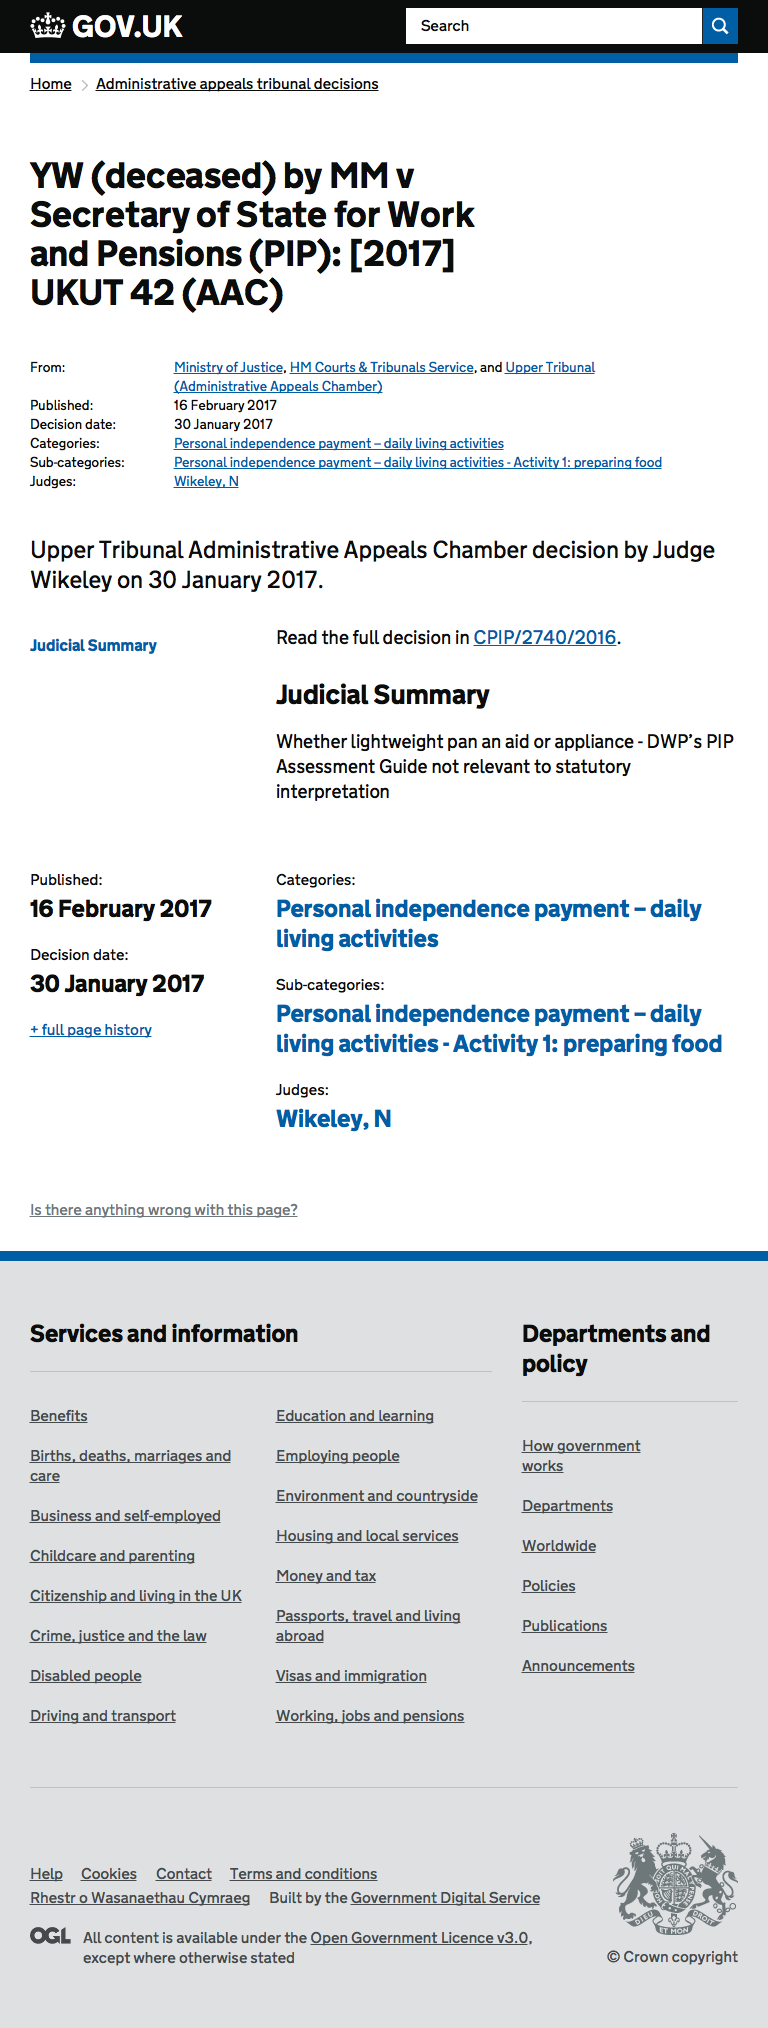 GOV.UK
Search
Home
Administrative appeals tribunal decisions
YW (deceased) by MM v
Secretary of State for Work
and Pensions (PIP): [2017]
UKUT 42 (AAC)
From:
Ministry of Justice, HM Courts & Tribunals Service, and Upper Tribunal
(Administrative Appeals Chamber)
Published:
16 February 2017
Decision date:
30 January 2017
Categories:
Personal independence payment – daily living activities
Sub-categories:
Personal independence payment – daily living activities - Activity 1: preparing food
Judges:
Wikeley, N
Upper Tribunal Administrative Appeals Chamber decision by Judge
Wikeley on 30 January 2017.
Judicial Summary
Read the full decision in CPIP/2740/2016.
Judicial Summary
Whether lightweight pan an aid or appliance - DWP’s PIP
Assessment Guide not relevant to statutory
interpretation
Published:
16 February 2017
Decision date:
30 January 2017
+ full page history
Categories:
Personal independence payment – daily
living activities
Sub-categories:
Personal independence payment – daily
living activities - Activity 1: preparing food
Judges:
Wikeley, N
Is there anything wrong with this page?
Services and information
Benefits
Births, deaths, marriages and
care
Business and self-employed
Childcare and parenting
Citizenship and living in the UK
Crime, justice and the law
Disabled people
Driving and transport
Education and learning
Employing people
Environment and countryside
Housing and local services
Money and tax
Passports, travel and living
abroad
Visas and immigration
Working, jobs and pensions
Departments and
policy
How government
works
Departments
Worldwide
Policies
Publications
Announcements
Help
Cookies
Contact
Terms and conditions
Rhestr o Wasanaethau Cymraeg
Built by the Government Digital Service
OGL
All content is available under the Open Government Licence v3.0,
except where otherwise stated
DIEU ET MON DROIT
© Crown copyright